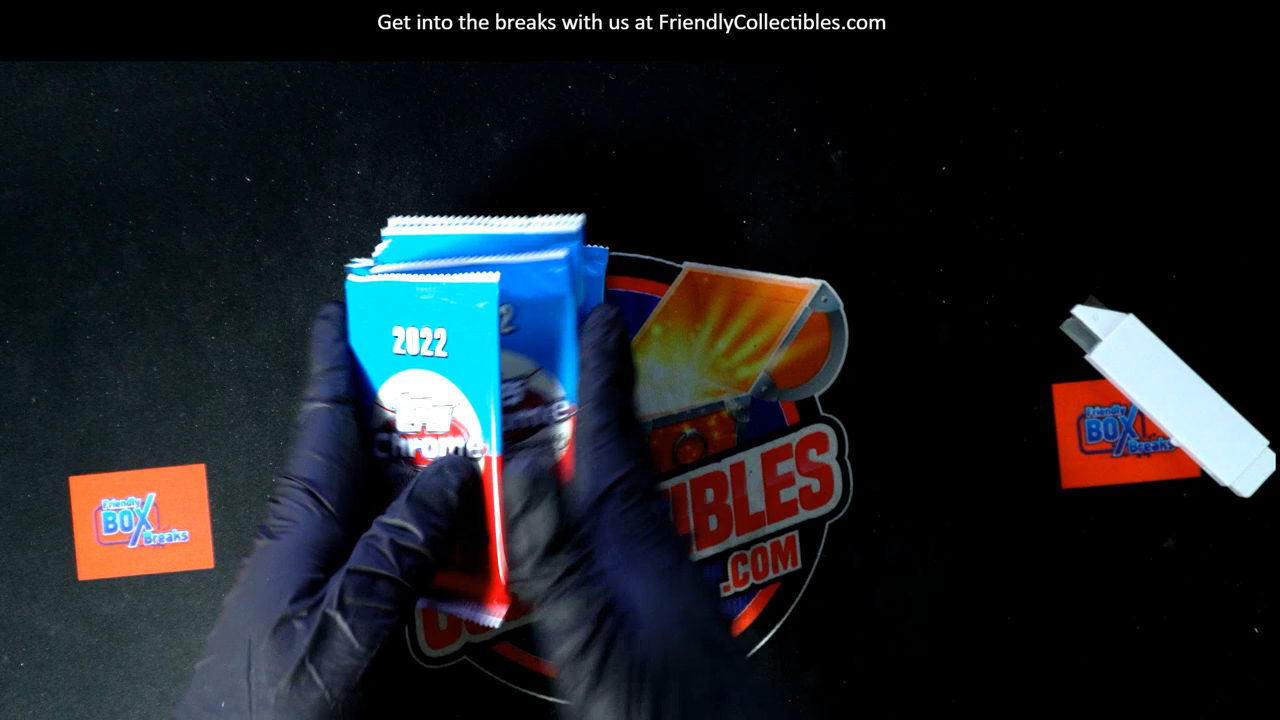 Get into the breaks with us at FriendlyCollectibles.com
2022
2
Chrome
Friendly
BOX
Breaks
IBLES
.COM
Friendly
BOX
Breaks